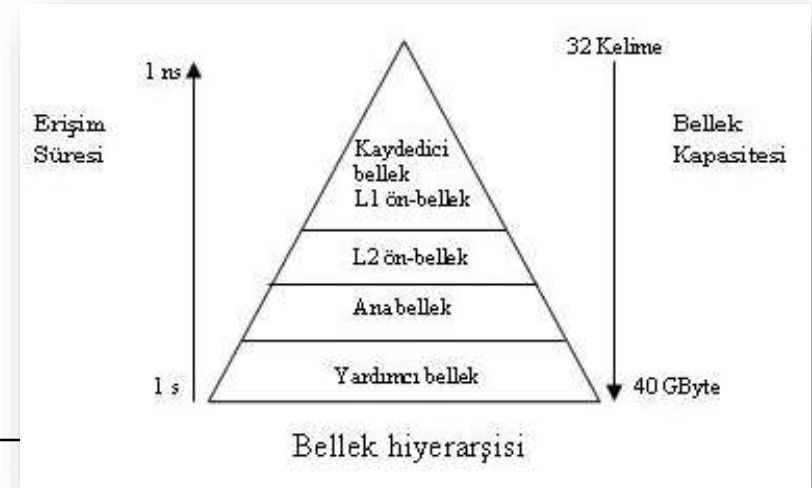 1 ns
Erişim
Süresi
1 s
Kaydedici
bellek
L1 ön-bellek
L2 ön-bellek
Ana bellek
Yardımcı bellek
32 Kelime
Bellek
Kapasitesi
40 GByte
Bellek hiyerarşisi